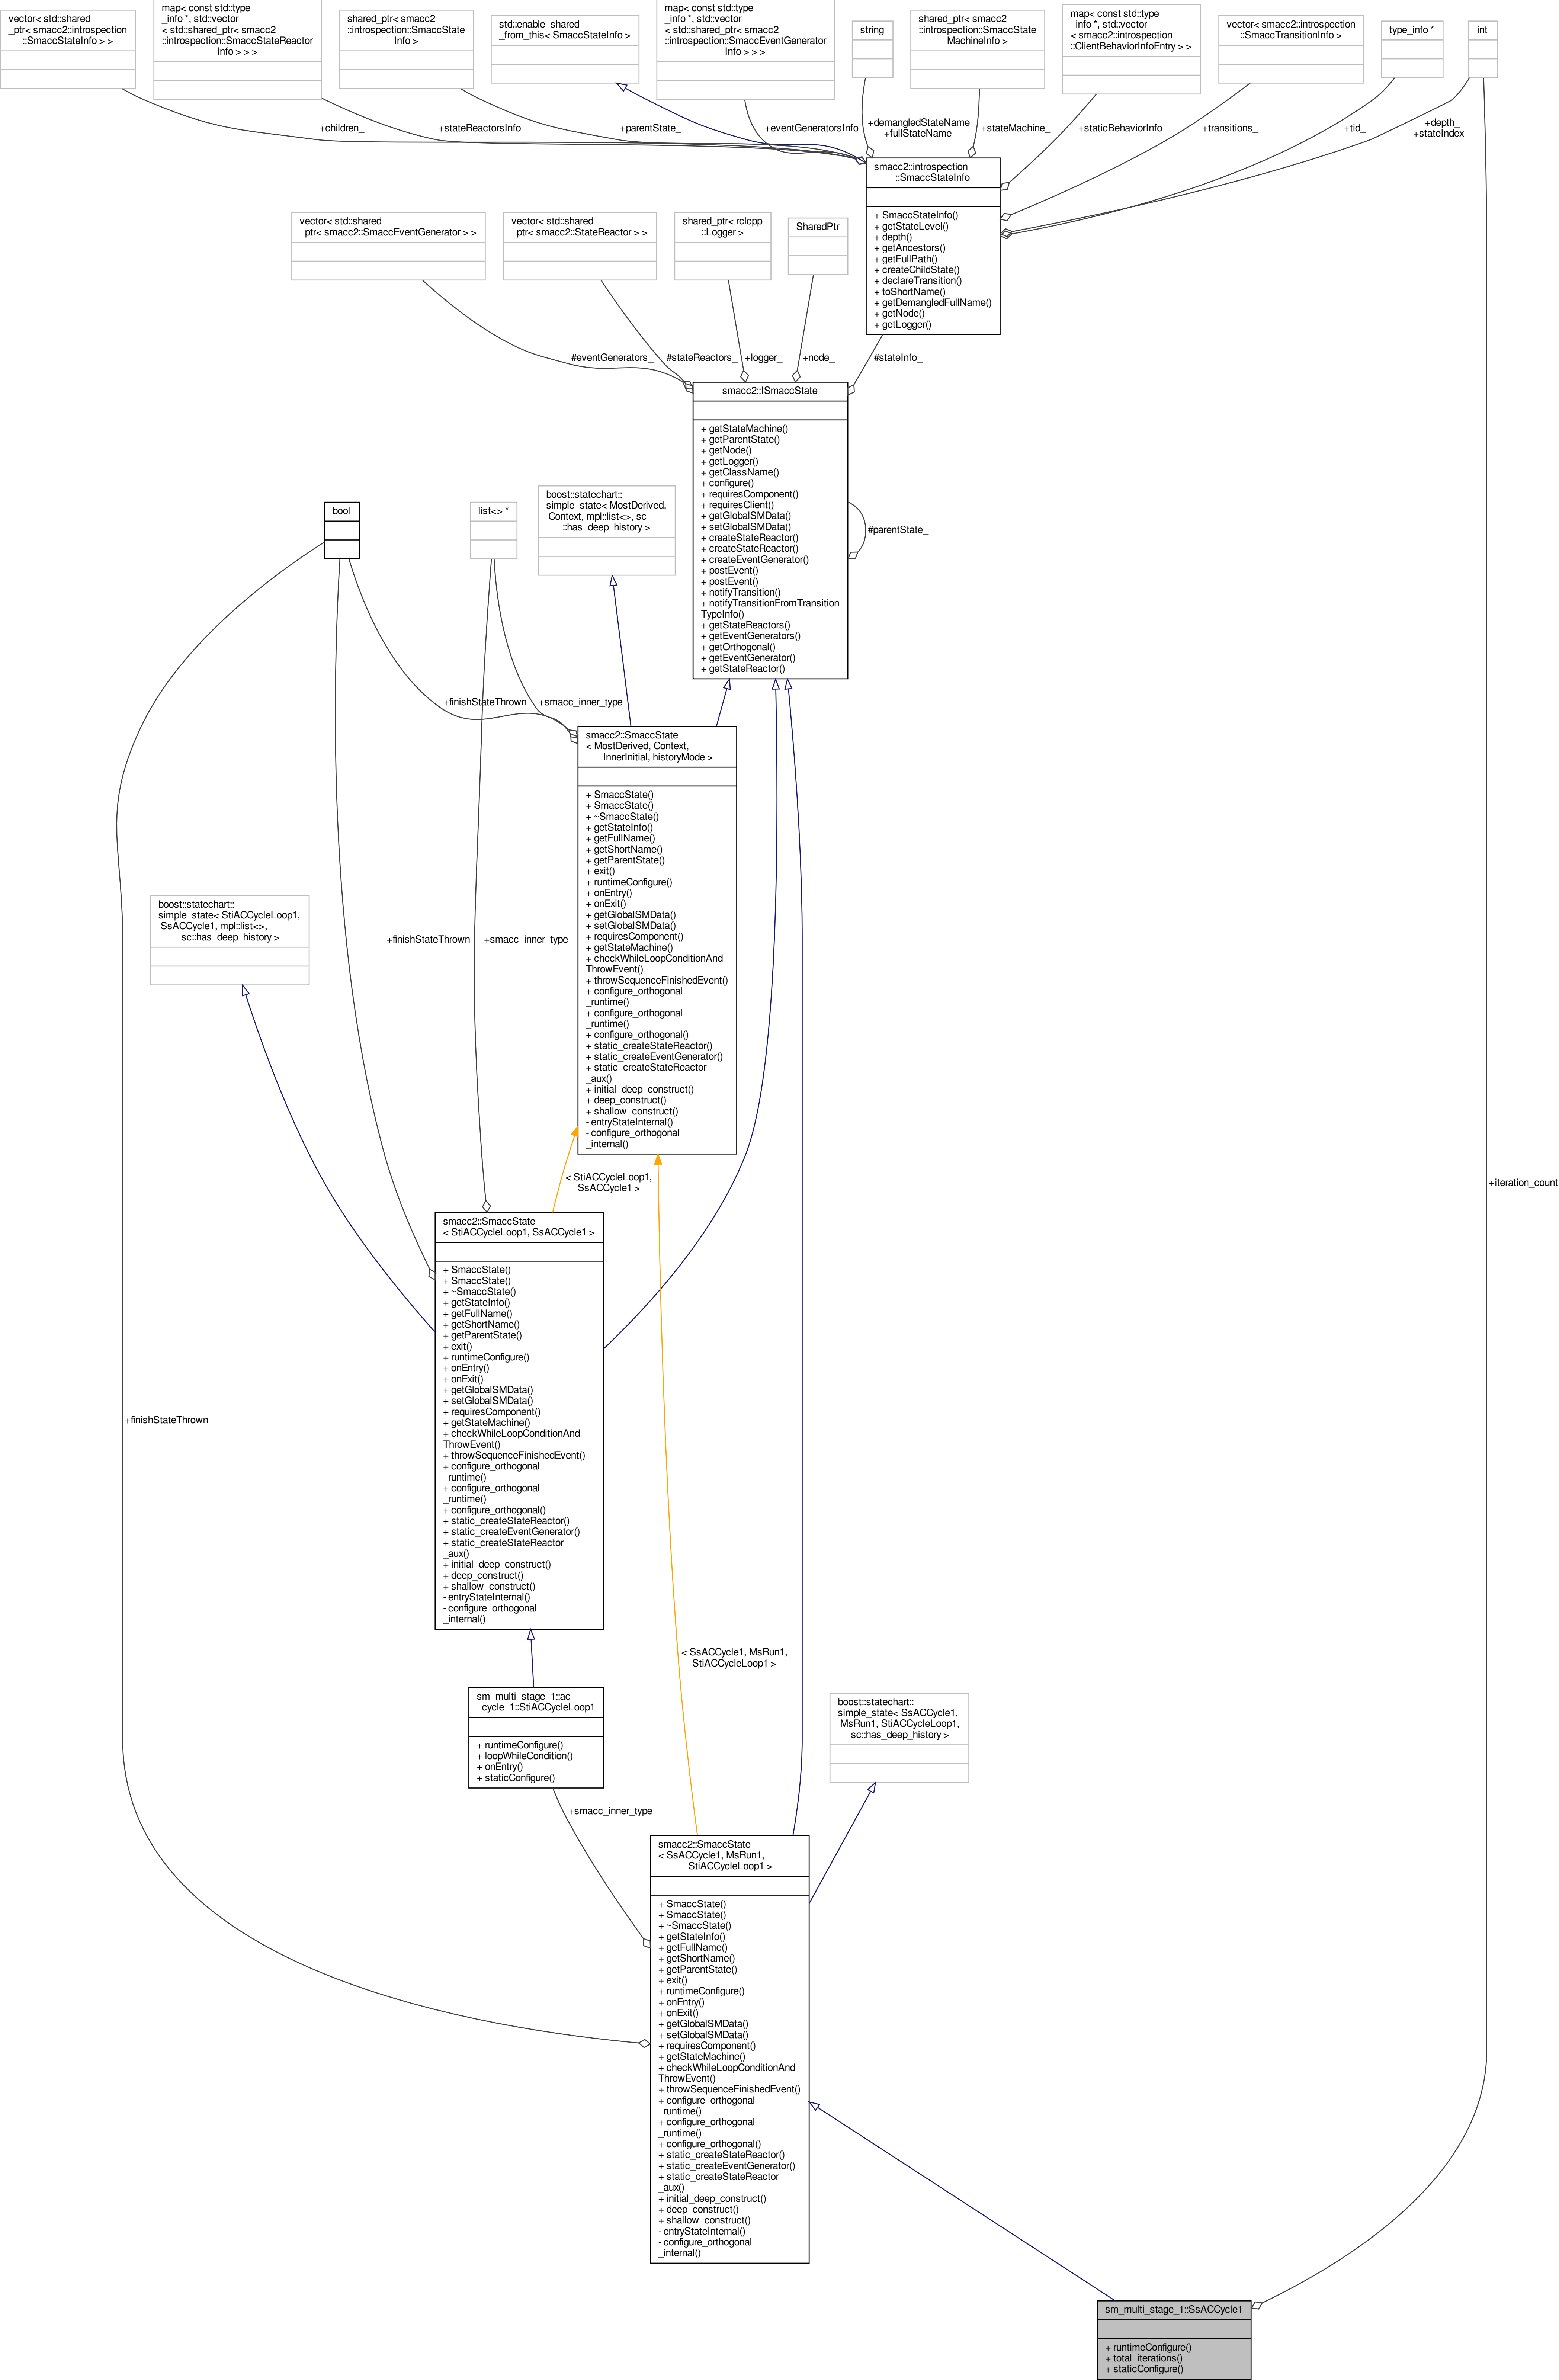 vector< std::shared
_ptr< smacc2::introspection
::SmaccStateInfo > >
map< const std::type
_info *, std::vector
< std::shared_ptr< smacc2
::introspection::SmaccStateReactor
Info > > >
shared_ptr< smacc2
::introspection::SmaccState
Info >
std::enable_shared
_from_this< SmaccStateInfo >
map< const std::type
_info *, std::vector
< std::shared_ptr< smacc2
::introspection::SmaccEventGenerator
Info > > >
string
shared_ptr< smacc2
::introspection::SmaccState
MachineInfo >
map< const std::type
_info *, std::vector
< smacc2::introspection
::ClientBehaviorInfoEntry > >
vector< smacc2::introspection
::SmaccTransitionInfo >
type_info *
int
+children_
+stateReactorsInfo
+parentState_
+eventGeneratorsInfo
+demangledStateName
+fullStateName
+stateMachine_
+staticBehaviorInfo
+transitions_
+tid_
+depth_
+stateIndex_
smacc2::introspection
::SmaccStateInfo
+ SmaccStateInfo()
+ getStateLevel()
+ depth()
+ getAncestors()
+ getFullPath()
+ createChildState()
+ declareTransition()
+ toShortName()
+ getDemangledFullName()
+ getNode()
+ getLogger()
vector< std::shared
_ptr< smacc2::SmaccEventGenerator > >
vector< std::shared
_ptr< smacc2::StateReactor > >
shared_ptr< rclcpp
::Logger >
SharedPtr
#eventGenerators_
#stateReactors_
+logger_
+node_
#stateInfo_
smacc2::ISmaccState
+ getStateMachine()
+ getParentState()
+ getNode()
+ getLogger()
+ getClassName()
+ configure()
+ requiresComponent()
+ requiresClient()
+ getGlobalSMData()
+ setGlobalSMData()
+ createStateReactor()
+ createStateReactor()
+ createEventGenerator()
+ postEvent()
+ postEvent()
+ notifyTransition()
+ notifyTransitionFromTransition
TypeInfo()
+ getStateReactors()
+ getEventGenerators()
+ getOrthogonal()
+ getEventGenerator()
+ getStateReactor()
#parentState_
bool
list<> *
boost::statechart::
simple_state< MostDerived,
Context, mpl::list<>, sc
::has_deep_history >
+finishStateThrown
+smacc_inner_type
smacc2::SmaccState
< MostDerived, Context,
InnerInitial, historyMode >
+ SmaccState()
+ SmaccState()
+ ~SmaccState()
+ getStateInfo()
+ getFullName()
+ getShortName()
+ getParentState()
+ exit()
+ runtimeConfigure()
+ onEntry()
+ onExit()
+ getGlobalSMData()
+ setGlobalSMData()
+ requiresComponent()
+ getStateMachine()
+ checkWhileLoopConditionAnd
ThrowEvent()
+ throwSequenceFinishedEvent()
+ configure_orthogonal
_runtime()
+ configure_orthogonal
_runtime()
+ configure_orthogonal()
+ static_createStateReactor()
+ static_createEventGenerator()
+ static_createStateReactor
_aux()
+ initial_deep_construct()
+ deep_construct()
+ shallow_construct()
- entryStateInternal()
- configure_orthogonal
_internal()
boost::statechart::
simple_state< StiACCycleLoop1,
SsACCycle1, mpl::list<>,
sc::has_deep_history >
+finishStateThrown
+smacc_inner_type
< StiACCycleLoop1,
SsACCycle1 >
+iteration_count
smacc2::SmaccState
< StiACCycleLoop1, SsACCycle1 >
+ SmaccState()
+ SmaccState()
+ ~SmaccState()
+ getStateInfo()
+ getFullName()
+ getShortName()
+ getParentState()
+ exit()
+ runtimeConfigure()
+ onEntry()
+ onExit()
+ getGlobalSMData()
+ setGlobalSMData()
+ requiresComponent()
+ getStateMachine()
+ checkWhileLoopConditionAnd
ThrowEvent()
+ throwSequenceFinishedEvent()
+ configure_orthogonal
_runtime()
+ configure_orthogonal
_runtime()
+ configure_orthogonal()
+ static_createStateReactor()
+ static_createEventGenerator()
+ static_createStateReactor
_aux()
+ initial_deep_construct()
+ deep_construct()
+ shallow_construct()
- entryStateInternal()
- configure_orthogonal
_internal()
+finishStateThrown
< SsACCycle1, MsRun1,
StiACCycleLoop1 >
sm_multi_stage_1::ac
_cycle_1::StiACCycleLoop1
+ runtimeConfigure()
+ loopWhileCondition()
+ onEntry()
+ staticConfigure()
boost::statechart::
simple_state< SsACCycle1,
MsRun1, StiACCycleLoop1,
sc::has_deep_history >
+smacc_inner_type
smacc2::SmaccState
< SsACCycle1, MsRun1,
StiACCycleLoop1 >
+ SmaccState()
+ SmaccState()
+ ~SmaccState()
+ getStateInfo()
+ getFullName()
+ getShortName()
+ getParentState()
+ exit()
+ runtimeConfigure()
+ onEntry()
+ onExit()
+ getGlobalSMData()
+ setGlobalSMData()
+ requiresComponent()
+ getStateMachine()
+ checkWhileLoopConditionAnd
ThrowEvent()
+ throwSequenceFinishedEvent()
+ configure_orthogonal
_runtime()
+ configure_orthogonal
_runtime()
+ configure_orthogonal()
+ static_createStateReactor()
+ static_createEventGenerator()
+ static_createStateReactor
_aux()
+ initial_deep_construct()
+ deep_construct()
+ shallow_construct()
- entryStateInternal()
- configure_orthogonal
_internal()
sm_multi_stage_1::SsACCycle1
+ runtimeConfigure()
+ total_iterations()
+ staticConfigure()